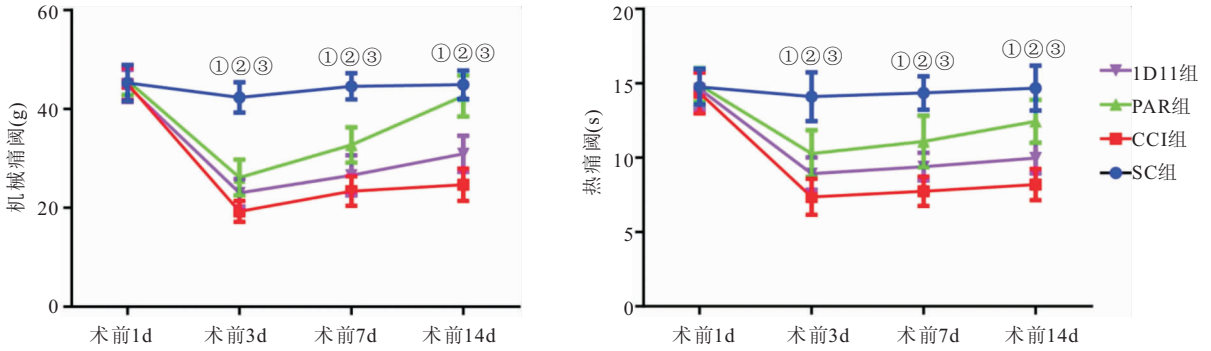 机械痛阈(g)
60
40
20
0
①②③
①②③
①②③
术前1d
术前3d
术前7d
术前14d
热痛阈(s)
20
15
10
5
0
①②③
①②③
①②③
术前1d
术前3d
术前7d
术前14d
1D11组
PAR组
CCI组
SC组